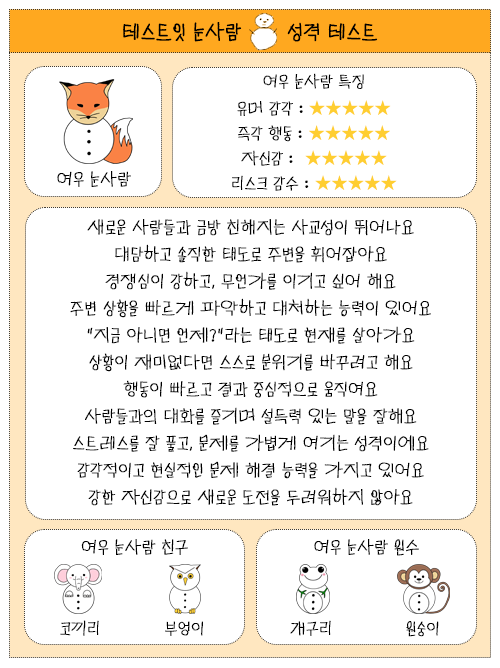 테스트잇 눈사람 성격 테스트
여우 눈사람
여우 눈사람 특징
유머 감각 : ★★★★★
즉각 행동 : ★★★★★
자신감 : ★★★★★
리스크 감수 : ★★★★★
새로운 사람들과 금방 친해지는 사교성이 뛰어나요
대담하고 솔직한 태도로 주변을 휘어잡아요
경쟁심이 강하고, 무언가를 이기고 싶어 해요
주변 상황을 빠르게 파악하고 대처하는 능력이 있어요
"지금 아니면 언제?"라는 태도로 현재를 살아가요
상황이 재미없다면 스스로 분위기를 바꾸려고 해요
행동이 빠르고 결과 중심적으로 움직여요
사람들과의 대화를 즐기며 설득력 있는 말을 잘해요
스트레스를 잘 풀고, 문제를 가볍게 여기는 성격이에요
감각적이고 현실적인 문제 해결 능력을 가지고 있어요
강한 자신감으로 새로운 도전을 두려워하지 않아요
여우 눈사람 친구
코끼리 부엉이
여우 눈사람 원수
개구리 원숭이